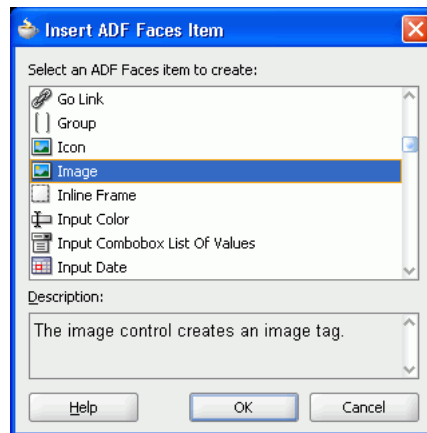 Insert ADF Faces Item
Select an ADF Faces item to create:
Go Link
Group
Icon
Image
Inline Frame
Input Color
Input Combobox List Of Values
Input Date
Description:
The image control creates an image tag.
Help OK Cancel